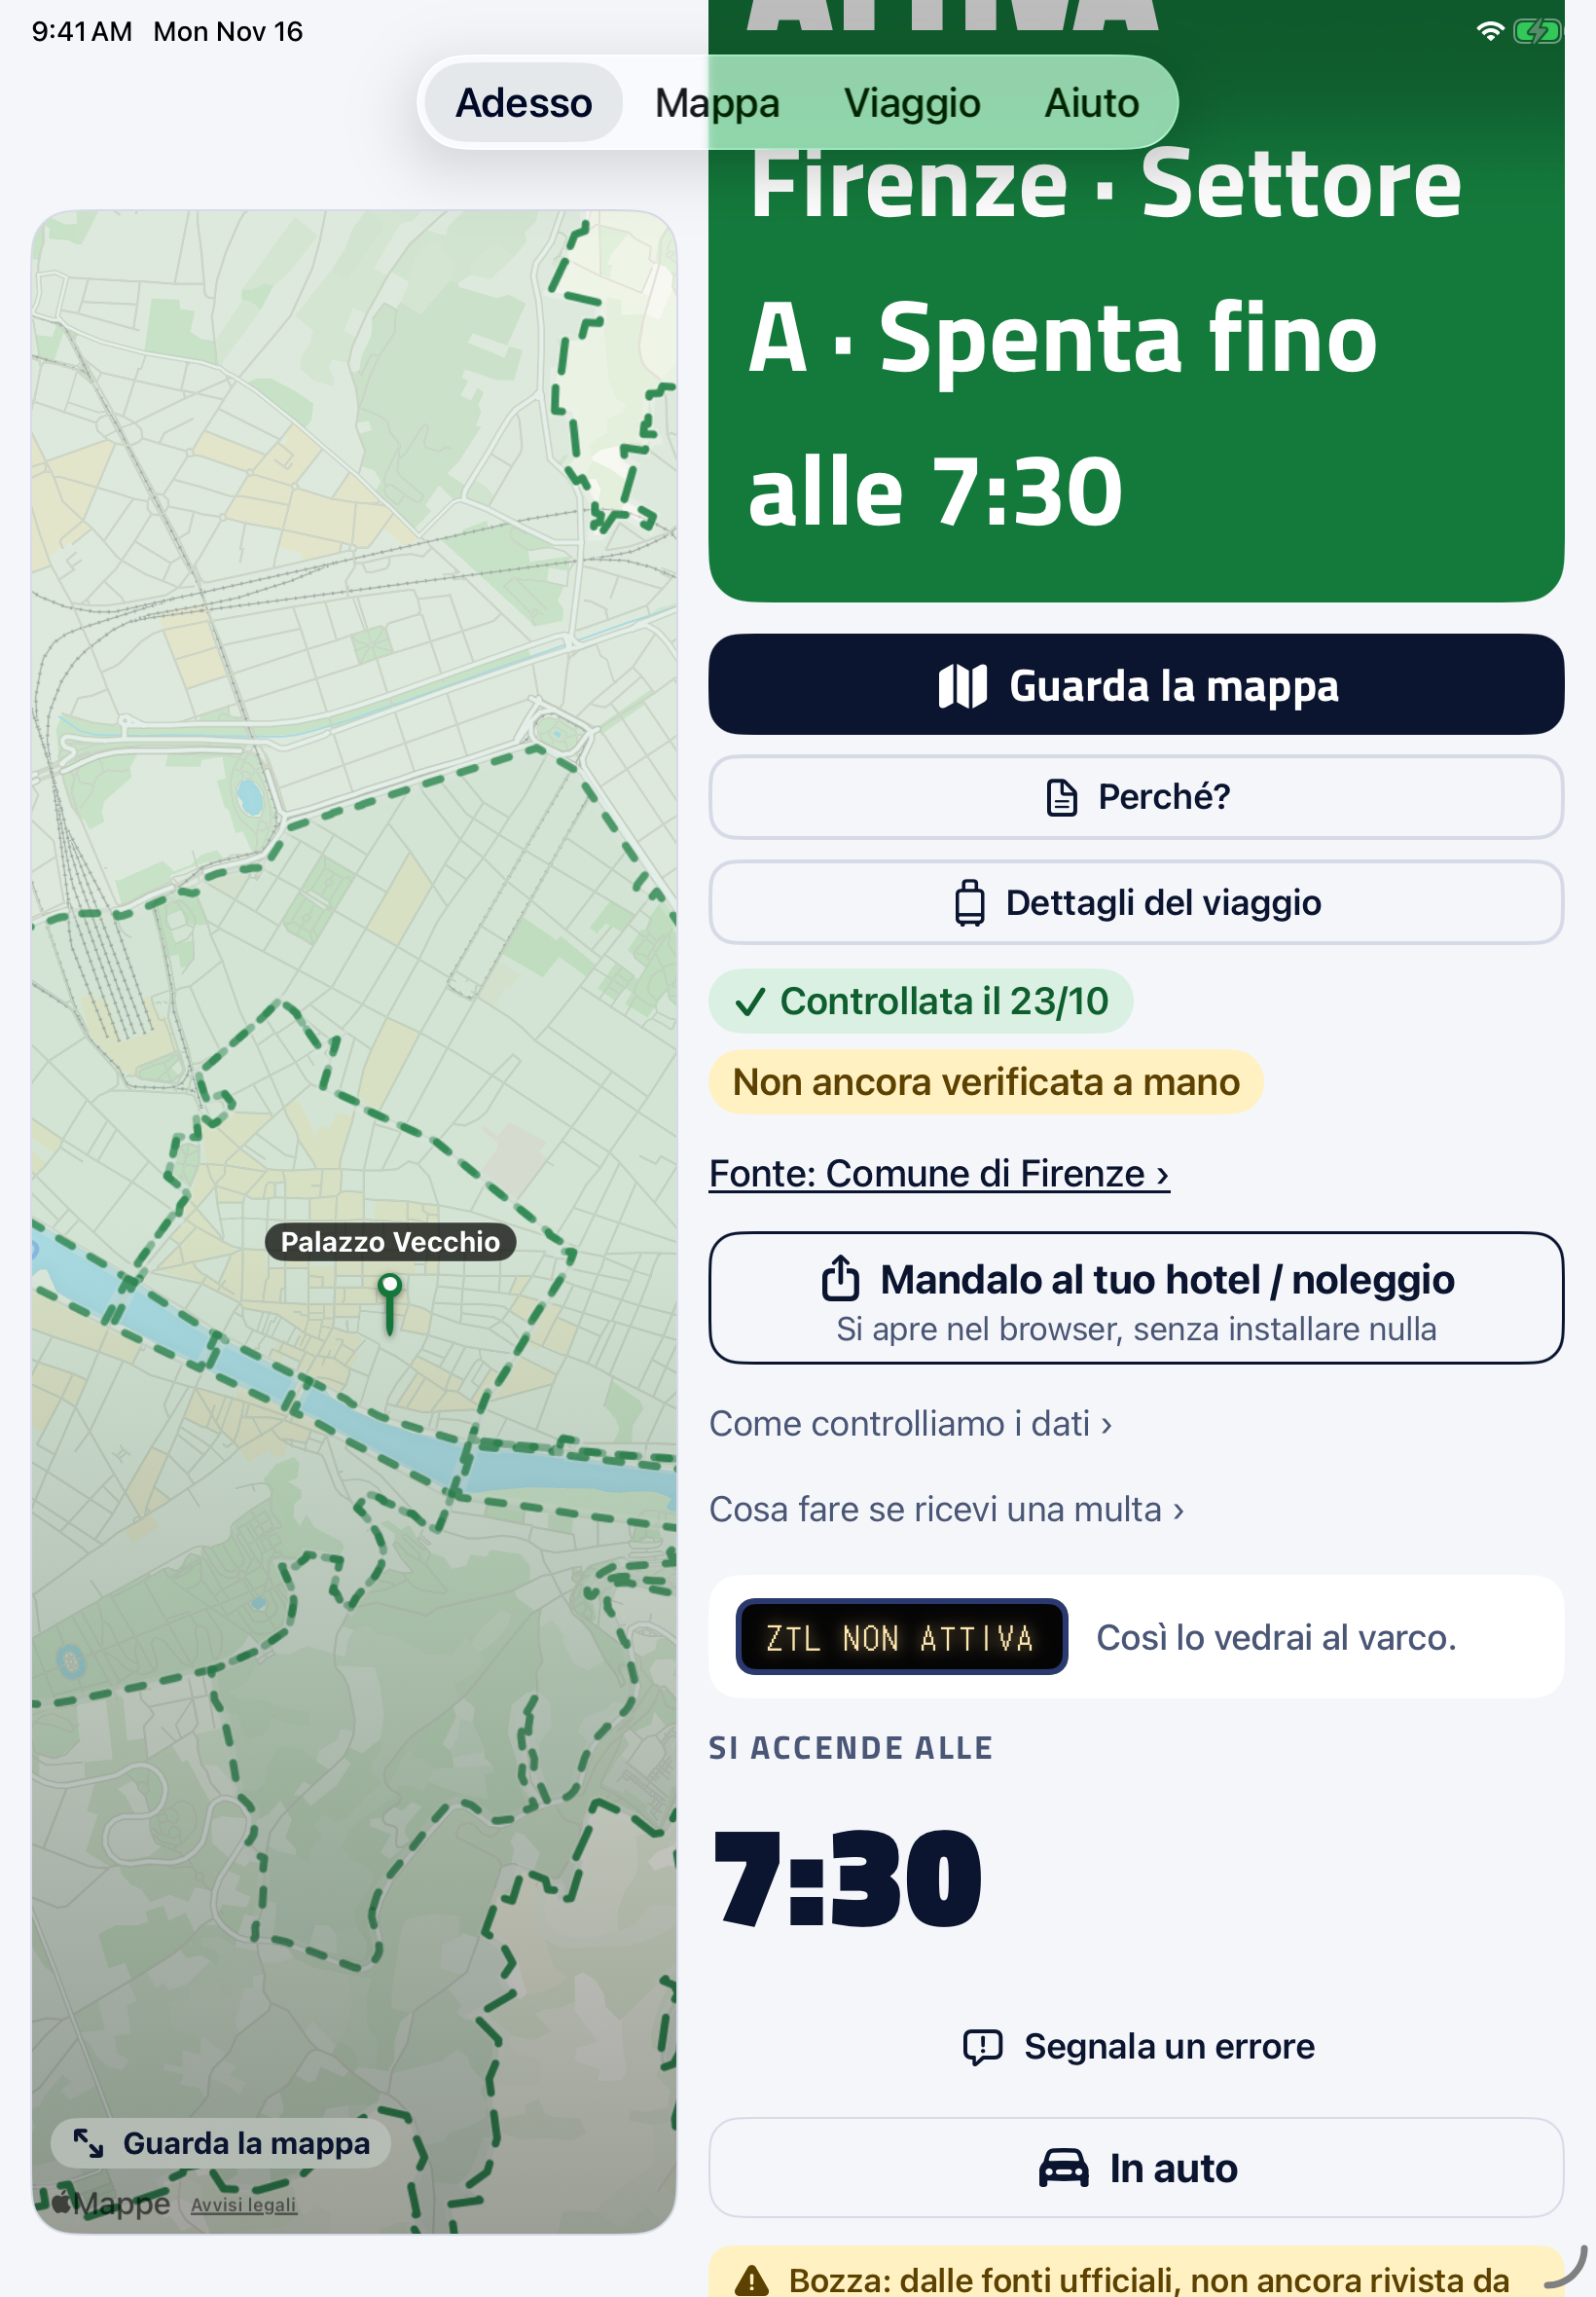 9:41 AM Mon Nov 16
ATTIVA
Adesso Mappa Viaggio Aiuto
Firenze · Settore
A · Spenta fino
alle 7:30
Guarda la mappa
Perché?
Dettagli del viaggio
✓ Controllata il 23/10
Non ancora verificata a mano
Fonte: Comune di Firenze ›
Palazzo Vecchio
Mandalo al tuo hotel / noleggio
Si apre nel browser, senza installare nulla
Come controlliamo i dati ›
Cosa fare se ricevi una multa ›
ZTL NON ATTIVA
Così lo vedrai al varco.
SI ACCENDE ALLE
7:30
Segnala un errore
In auto
Guarda la mappa
Mappe Avvisi legali
Bozza: dalle fonti ufficiali, non ancora rivista da